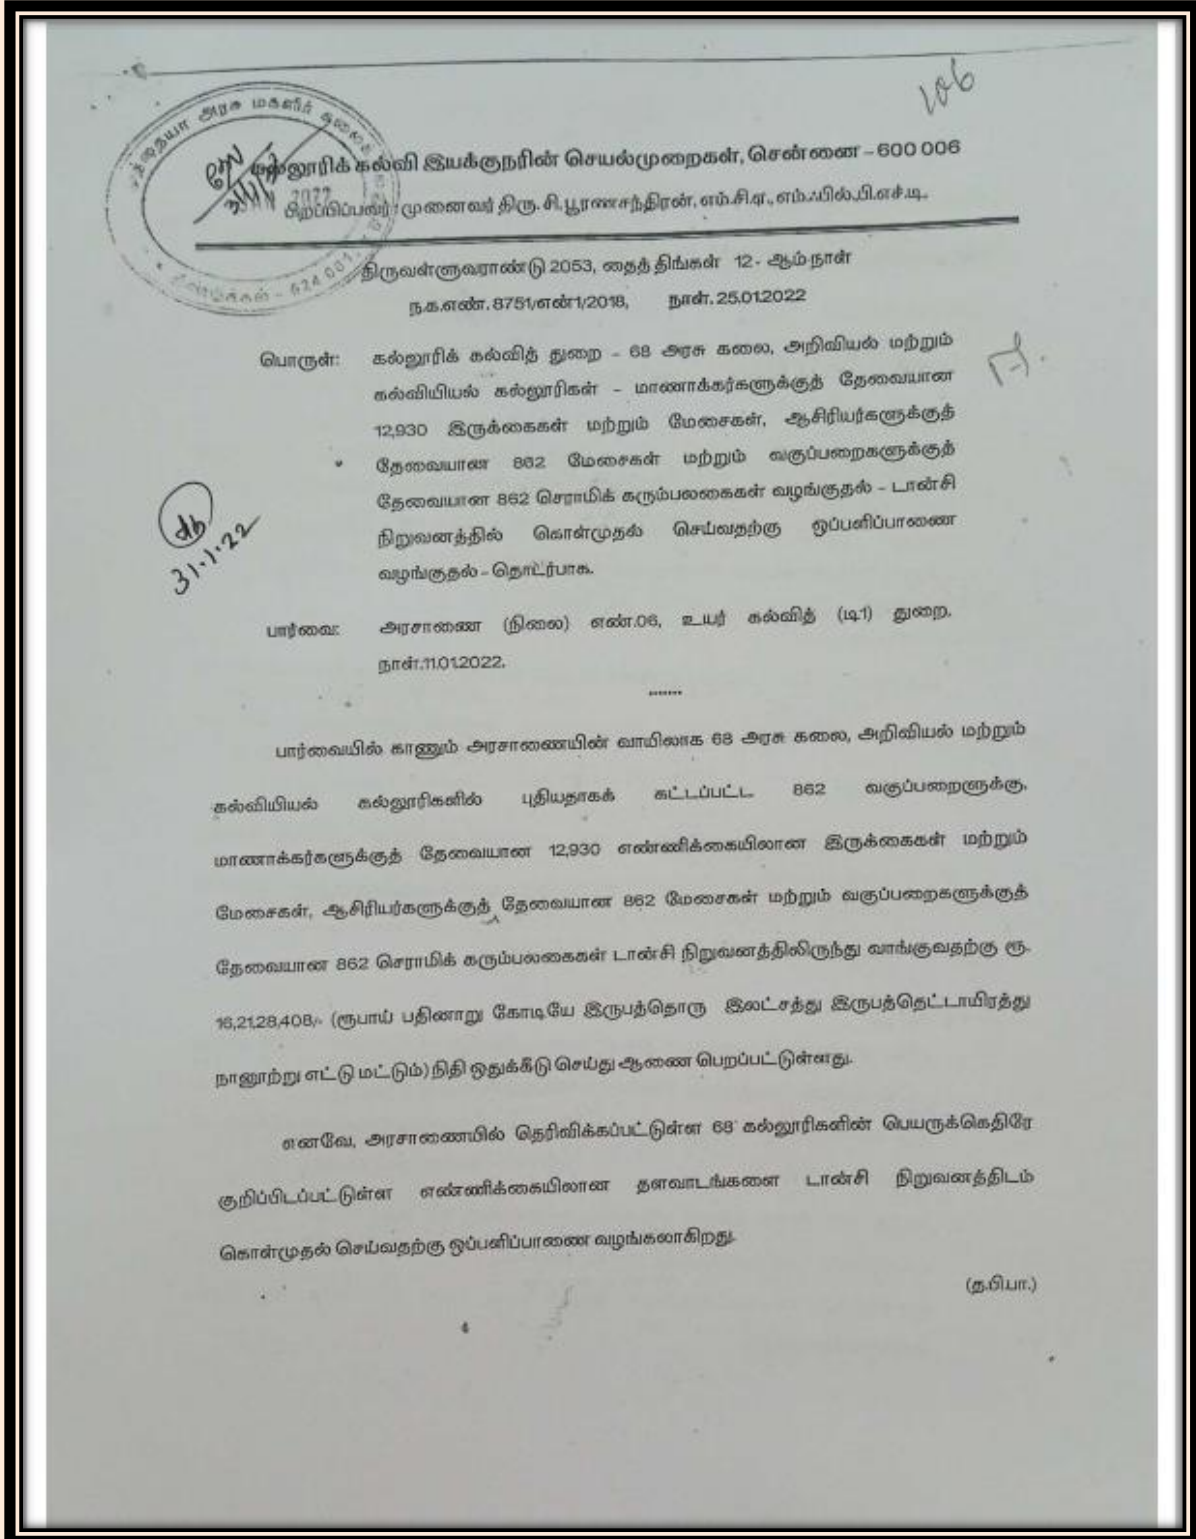 106
அரசு மகளிர் கலைக்
கல்லூரிக் கல்வி இயக்குநரின் செயல்முறைகள், சென்னை – 600 006
பிறப்பிப்பவர் : முனைவர் திரு. சி. பூரணசந்திரன், எம்.சி.ஏ., எம்.ஃபில்.,பி.எச்.டி.,
திருவள்ளுவராண்டு 2053, தைத் திங்கள் 12 - ஆம் நாள்
ந.க.எண். 8751/என்1/2018, நாள். 25.01.2022
பொருள்: கல்லூரிக் கல்வித் துறை – 68 அரசு கலை, அறிவியல் மற்றும்
கல்வியியல் கல்லூரிகள் – மாணாக்கர்களுக்குத் தேவையான
12,930 இருக்கைகள் மற்றும் மேசைகள், ஆசிரியர்களுக்குத்
தேவையான 862 மேசைகள் மற்றும் வகுப்பறைகளுக்குத்
தேவையான 862 செராமிக் கரும்பலகைகள் வழங்குதல் – டான்சி
நிறுவனத்தில் கொள்முதல் செய்வதற்கு ஒப்பளிப்பாணை
வழங்குதல் – தொடர்பாக.
31.1.22
பார்வை: அரசாணை (நிலை) எண்.06, உயர் கல்வித் (டி1) துறை,
நாள்.11.01.2022.
*******
பார்வையில் காணும் அரசாணையின் வாயிலாக 68 அரசு கலை, அறிவியல் மற்றும்
கல்வியியல் கல்லூரிகளில் புதியதாகக் கட்டப்பட்ட 862 வகுப்பறைளுக்கு,
மாணாக்கர்களுக்குத் தேவையான 12,930 எண்ணிக்கையிலான இருக்கைகள் மற்றும்
மேசைகள், ஆசிரியர்களுக்குத் தேவையான 862 மேசைகள் மற்றும் வகுப்பறைகளுக்குத்
தேவையான 862 செராமிக் கரும்பலகைகள் டான்சி நிறுவனத்திலிருந்து வாங்குவதற்கு ரூ.
16,21,28,408/- (ரூபாய் பதினாறு கோடியே இருபத்தொரு இலட்சத்து இருபத்தெட்டாயிரத்து
நானூற்று எட்டு மட்டும்) நிதி ஒதுக்கீடு செய்து ஆணை பெறப்பட்டுள்ளது.
எனவே, அரசாணையில் தெரிவிக்கப்பட்டுள்ள 68 கல்லூரிகளின் பெயருக்கெதிரே
குறிப்பிடப்பட்டுள்ள எண்ணிக்கையிலான தளவாடங்களை டான்சி நிறுவனத்திடம்
கொள்முதல் செய்வதற்கு ஒப்பளிப்பாணை வழங்கலாகிறது.
(த.பி.பா.)